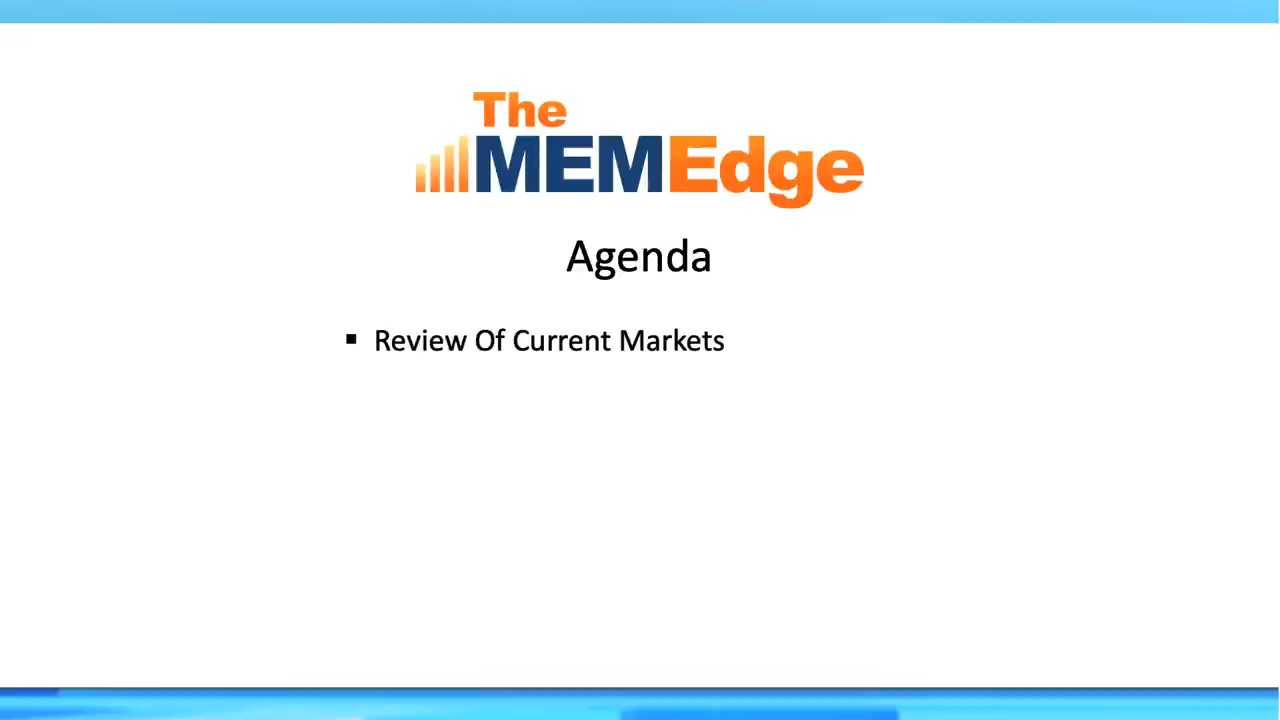 The
MEMEdge
Agenda
▪ Review Of Current Markets